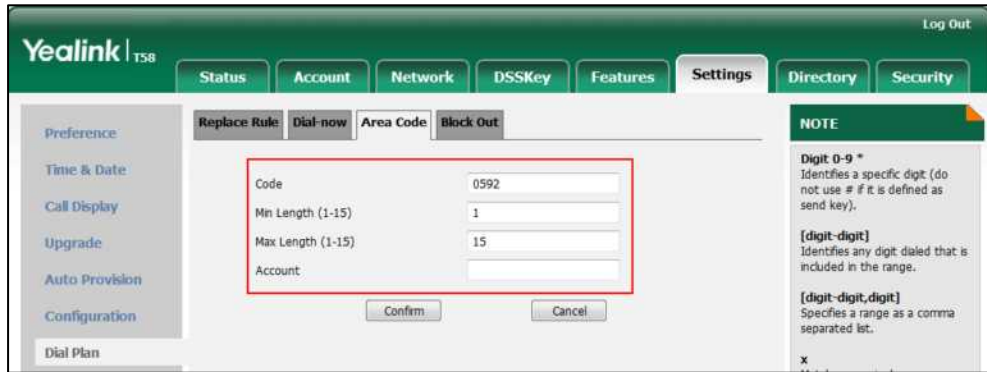 Log Out
Yealink | T58
Status Account Network DSSKey Features Settings Directory Security
Preference
Time & Date
Call Display
Upgrade
Auto Provision
Configuration
Dial Plan
Replace Rule Dial-now Area Code Block Out
Code 0592
Min Length (1-15) 1
Max Length (1-15) 15
Account
Confirm Cancel
NOTE
Digit 0-9 *
Identifies a specific digit (do
not use # if it is defined as
send key).
[digit-digit]
Identifies any digit dialed that is
included in the range.
[digit-digit,digit]
Specifies a range as a comma
separated list.
x